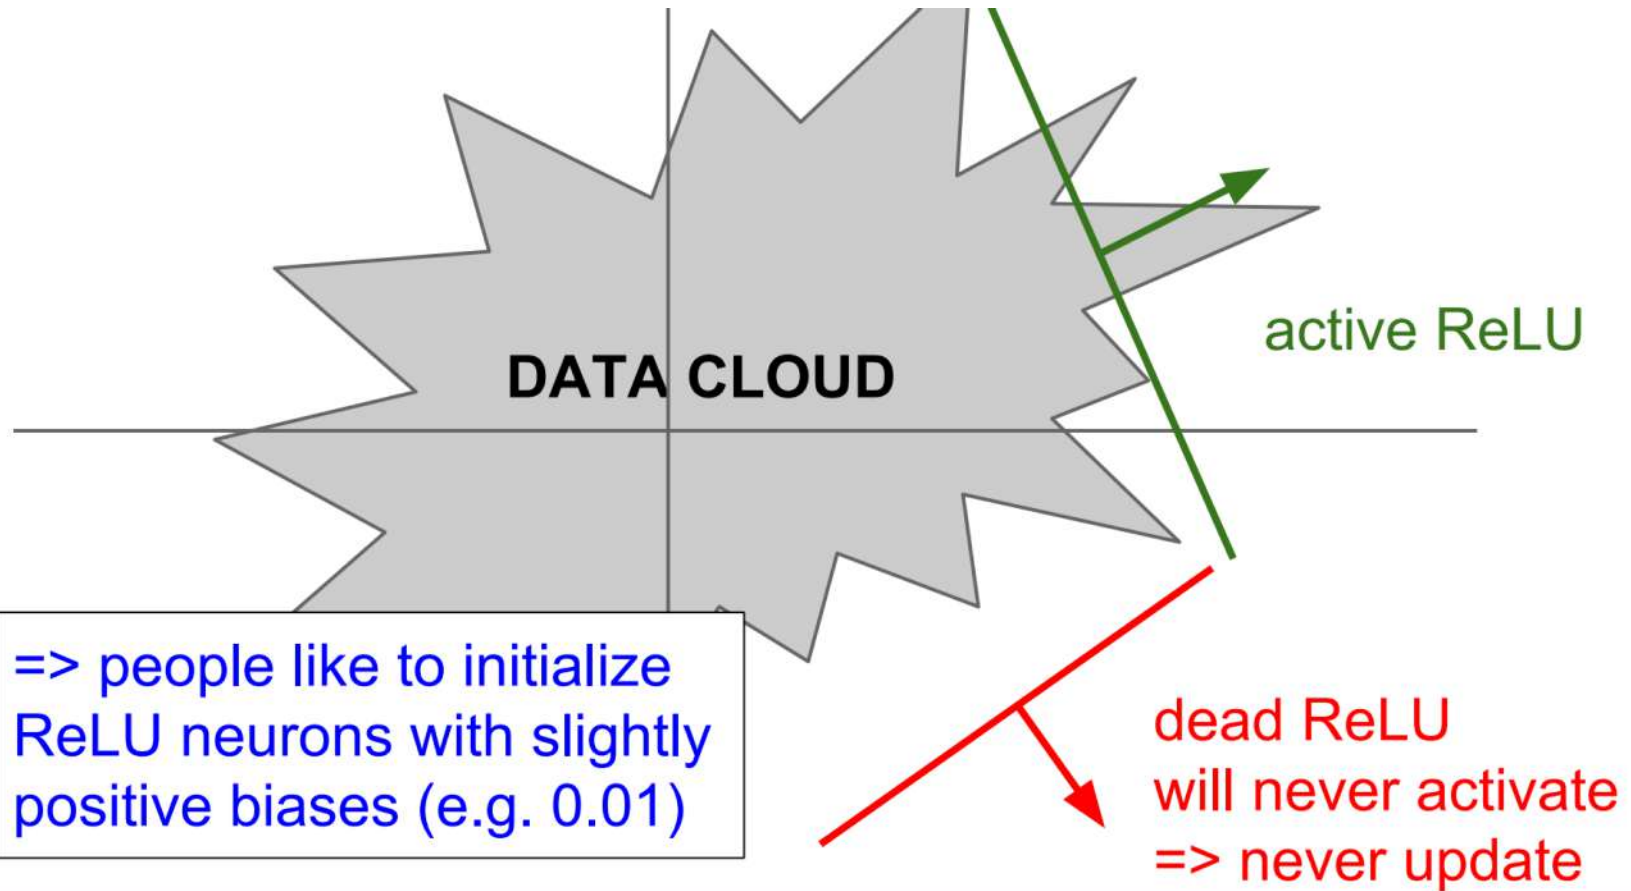 DATA CLOUD
active ReLU
=> people like to initialize
ReLU neurons with slightly
positive biases (e.g. 0.01)
dead ReLU
will never activate
=> never update